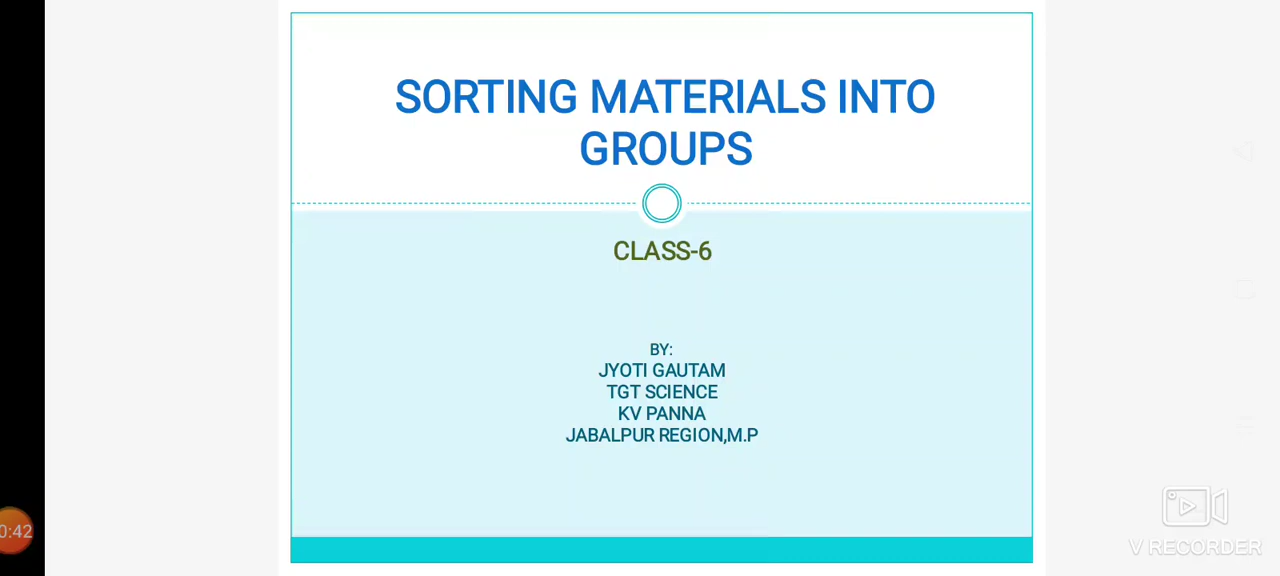 SORTING MATERIALS INTO
GROUPS
CLASS-6
BY:
JYOTI GAUTAM
TGT SCIENCE
KV PANNA
JABALPUR REGION,M.P
0:42
V RECORDER